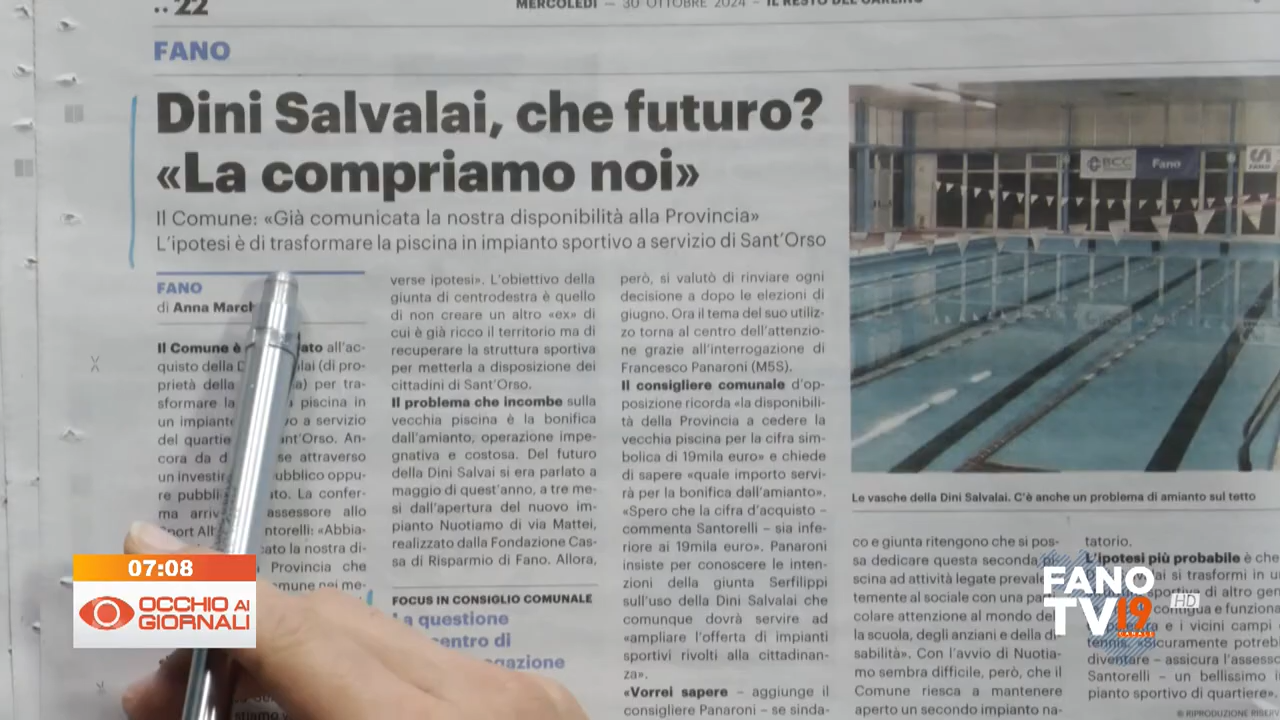 22
MERCOLEDÌ — 30 OTTOBRE 2024 – IL RESTO DEL CARLINO
FANO
Dini Salvalai, che futuro?
«La compriamo noi»
Il Comune: «Già comunicata la nostra disponibilità alla Provincia»
L'ipotesi è di trasformare la piscina in impianto sportivo a servizio di Sant'Orso
FANO
di Anna March
Il Comune è ato all'ac-
quisto della D lai (di pro-
prietà della a) per tra-
sformare la piscina in
un impianto o a servizio
del quartie nt'Orso. An-
cora da d se attraverso
un investi ubblico oppu-
re pubbli ato. La confer-
ma arriv assessore allo
Sport Alt ntorelli: «Abbia-
cato la nostra di-
Provincia che
omune nei me-
verse ipotesi». L'obiettivo della
giunta di centrodestra è quello
di non creare un altro «ex» di
cui è già ricco il territorio ma di
recuperare la struttura sportiva
per metterla a disposizione dei
cittadini di Sant'Orso.
Il problema che incombe sulla
vecchia piscina è la bonifica
dall'amianto, operazione impe-
gnativa e costosa. Del futuro
della Dini Salvai si era parlato a
maggio di quest'anno, a tre me-
si dall'apertura del nuovo im-
pianto Nuotiamo di via Mattei,
realizzato dalla Fondazione Cas-
sa di Risparmio di Fano. Allora,
FOCUS IN CONSIGLIO COMUNALE
La questione
centro di
gazione
però, si valutò di rinviare ogni
decisione a dopo le elezioni di
giugno. Ora il tema del suo utiliz-
zo torna al centro dell'attenzio-
ne grazie all'interrogazione di
Francesco Panaroni (M5S).
Il consigliere comunale d'op-
posizione ricorda «la disponibili-
tà della Provincia a cedere la
vecchia piscina per la cifra sim-
bolica di 19mila euro» e chiede
di sapere «quale importo servi-
rà per la bonifica dall'amianto».
«Spero che la cifra d'acquisto –
commenta Santorelli – sia infe-
riore ai 19mila euro». Panaroni
insiste per conoscere le inten-
zioni della giunta Serfilippi
sull'uso della Dini Salvalai che
comunque dovrà servire ad
«ampliare l'offerta di impianti
sportivi rivolti alla cittadinan-
za».
«Vorrei sapere – aggiunge il
consigliere Panaroni – se sinda-
BCC
Fano
Le vasche della Dini Salvalai. C'è anche un problema di amianto sul tetto
co e giunta ritengono che si pos-
sa dedicare questa seconda
scina ad attività legate preval
temente al sociale con una par
colare attenzione al mondo de
la scuola, degli anziani e della di
sabilità». Con l'avvio di Nuotia-
mo sembra difficile, però, che il
Comune riesca a mantenere
aperto un secondo impianto na-
tatorio.
L'ipotesi più probabile è che
ai si trasformi in u
sportiva di altro gen
contigua e funziona
e i vicini campi
tennis. «Sicuramente potreb
diventare – assicura l'assesso
Santorelli – un bellissimo i
pianto sportivo di quartiere».
© RIPRODUZIONE RISER
07:08
OCCHIO AI
GIORNALI
FANO
TV 19 HD
CANALE